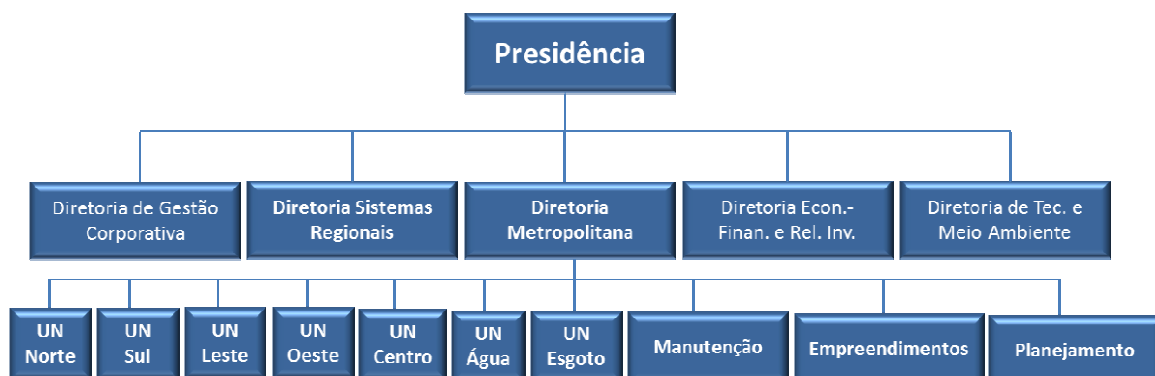 Presidência
Diretoria de Gestão
Corporativa
Diretoria Sistemas
Regionais
Diretoria
Metropolitana
Diretoria Econ.-
Finan. e Rel. Inv.
Diretoria de Tec. e
Meio Ambiente
UN
Norte
UN
Sul
UN
Leste
UN
Oeste
UN
Centro
UN
Água
UN
Esgoto
Manutenção
Empreendimentos
Planejamento